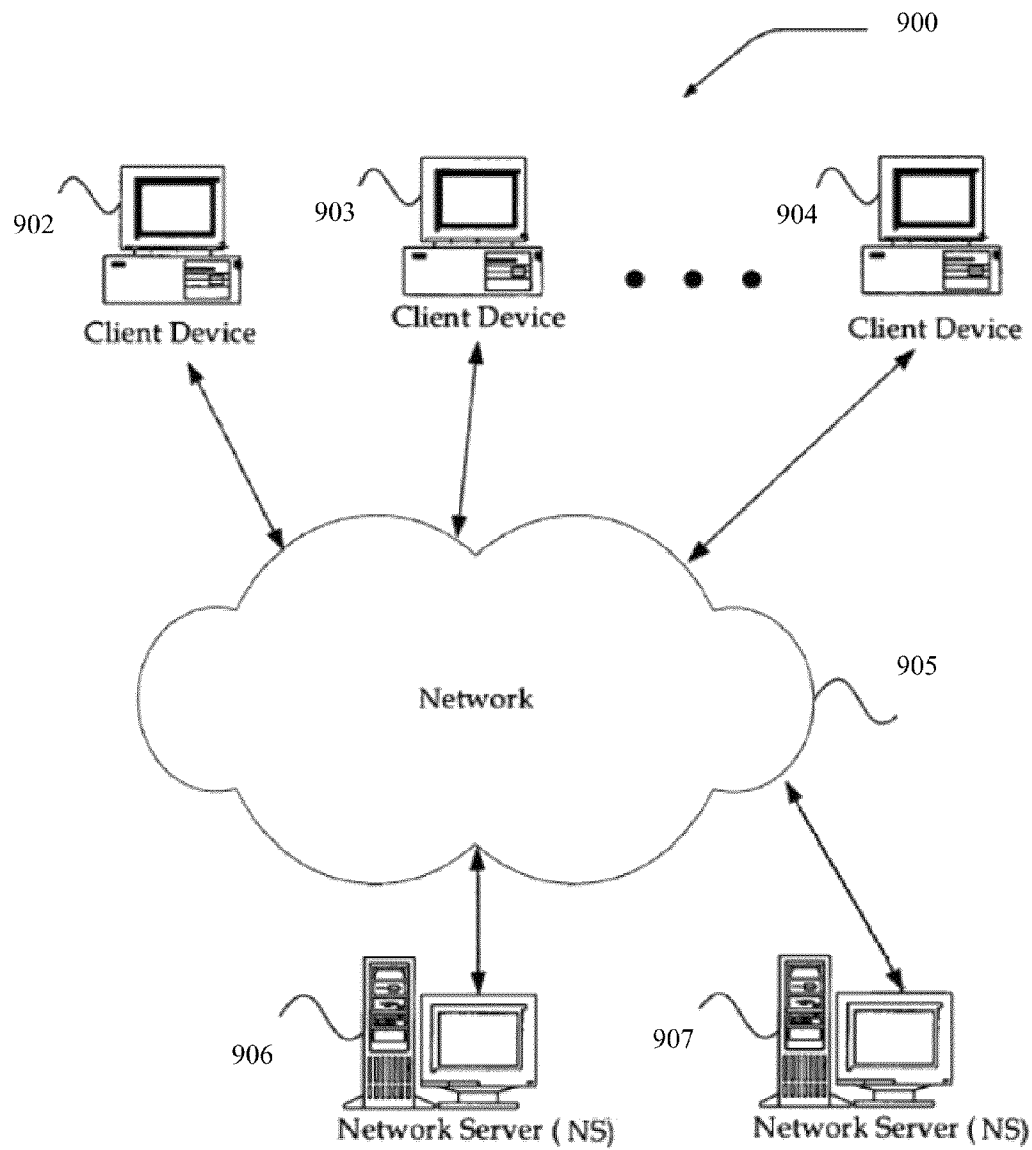 900
902
903
904
Client Device
Client Device
Client Device
905
Network
906
907
Network Server ( NS)
Network Server ( NS)